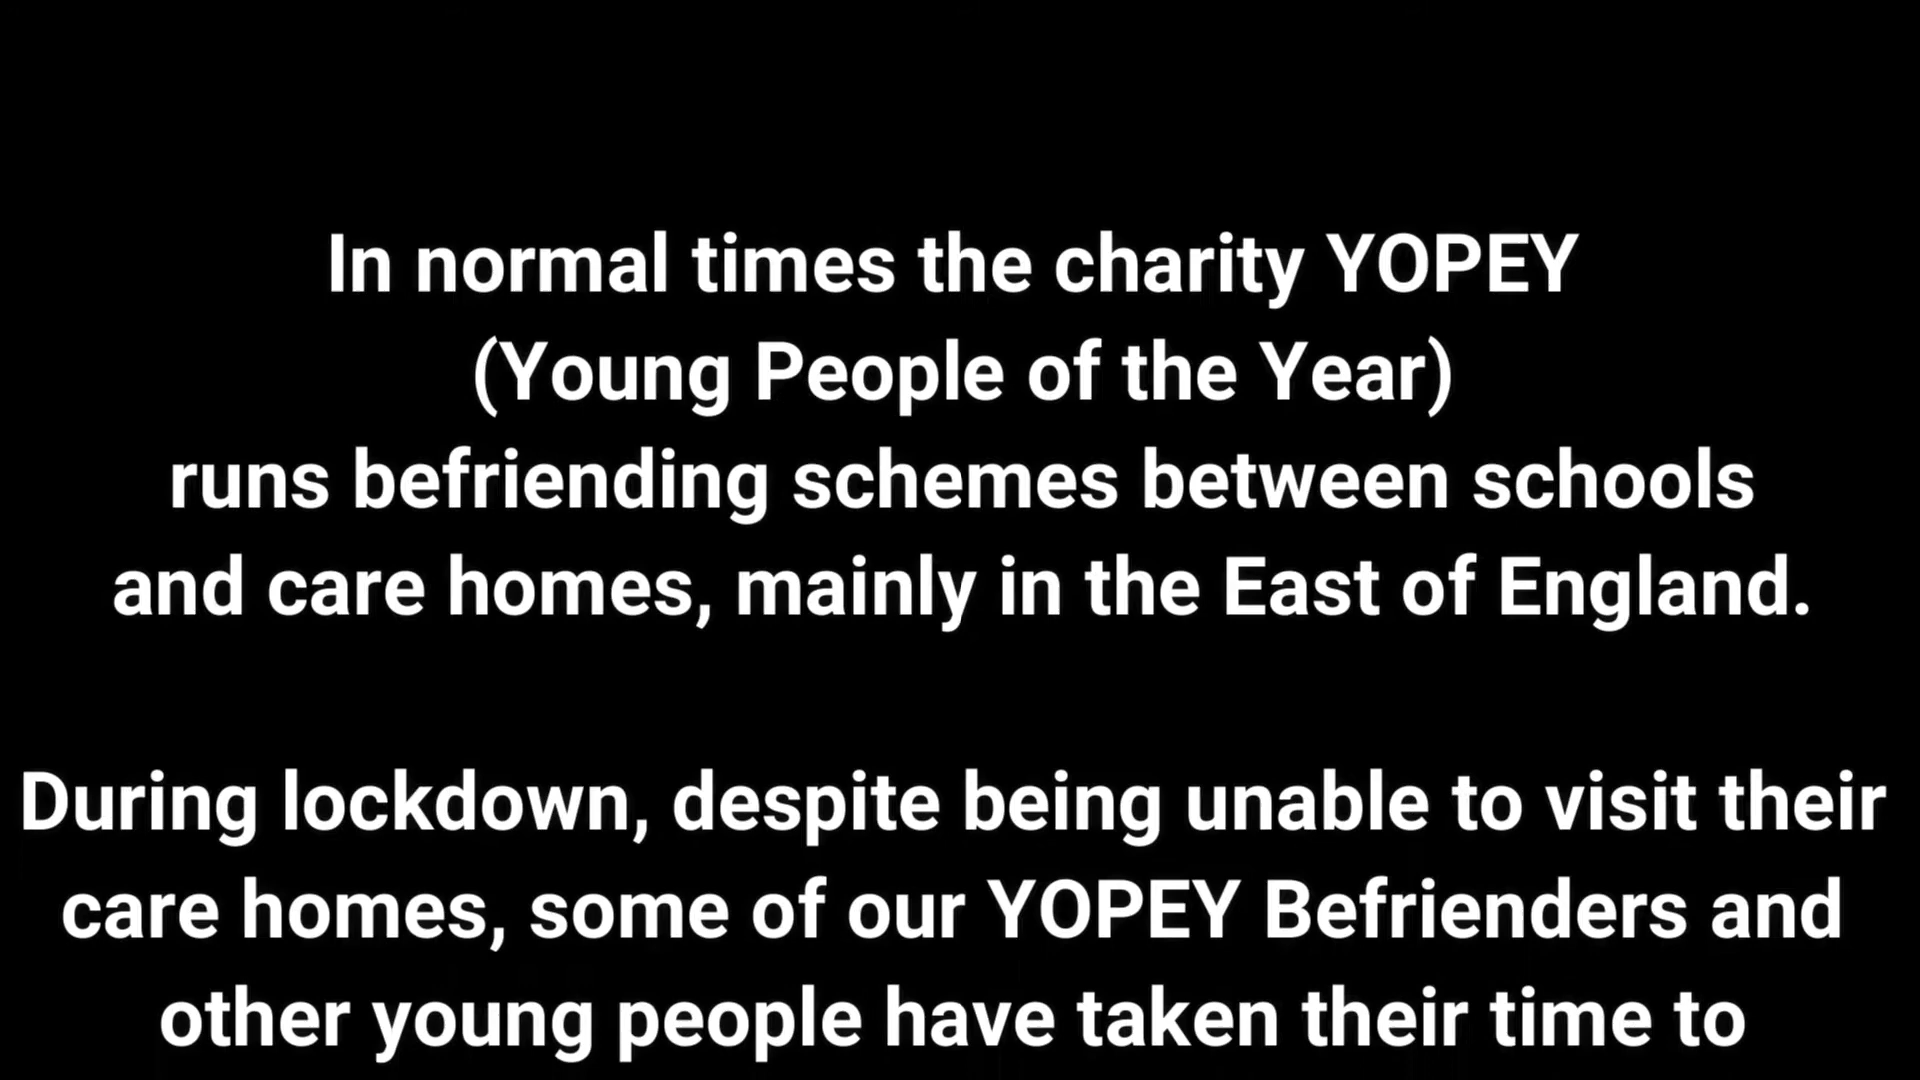 In normal times the charity YOPEY
(Young People of the Year)
runs befriending schemes between schools
and care homes, mainly in the East of England.
During lockdown, despite being unable to visit their
care homes, some of our YOPEY Befrienders and
other young people have taken their time to